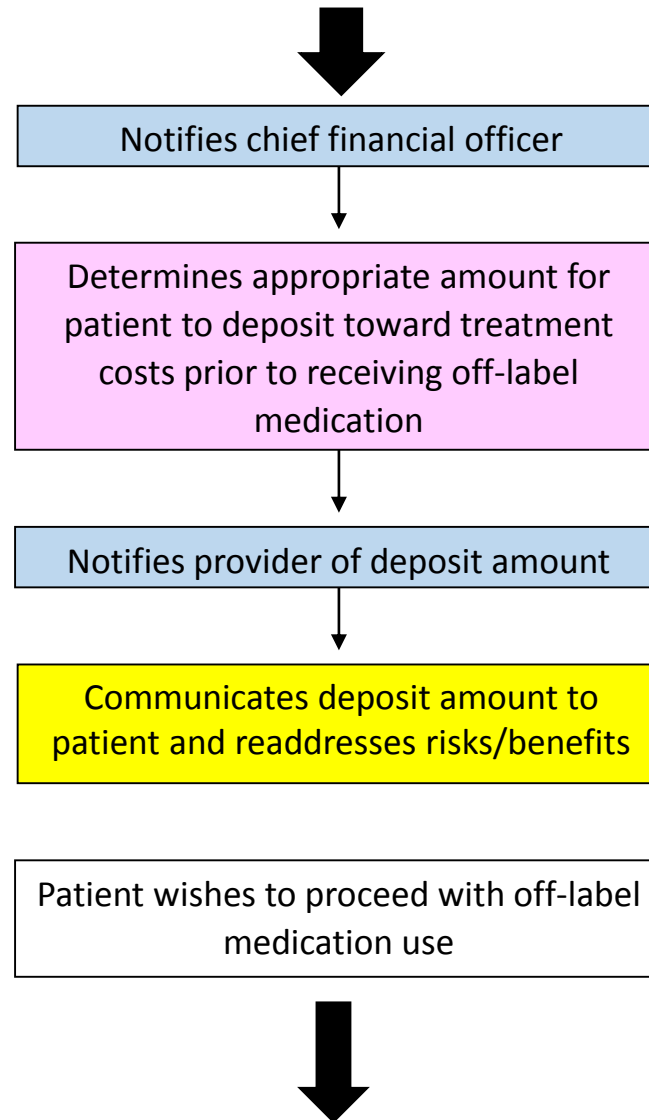 Notifies chief financial officer
Determines appropriate amount for
patient to deposit toward treatment
costs prior to receiving off-label
medication
Notifies provider of deposit amount
Communicates deposit amount to
patient and readdresses risks/benefits
Patient wishes to proceed with off-label
medication use